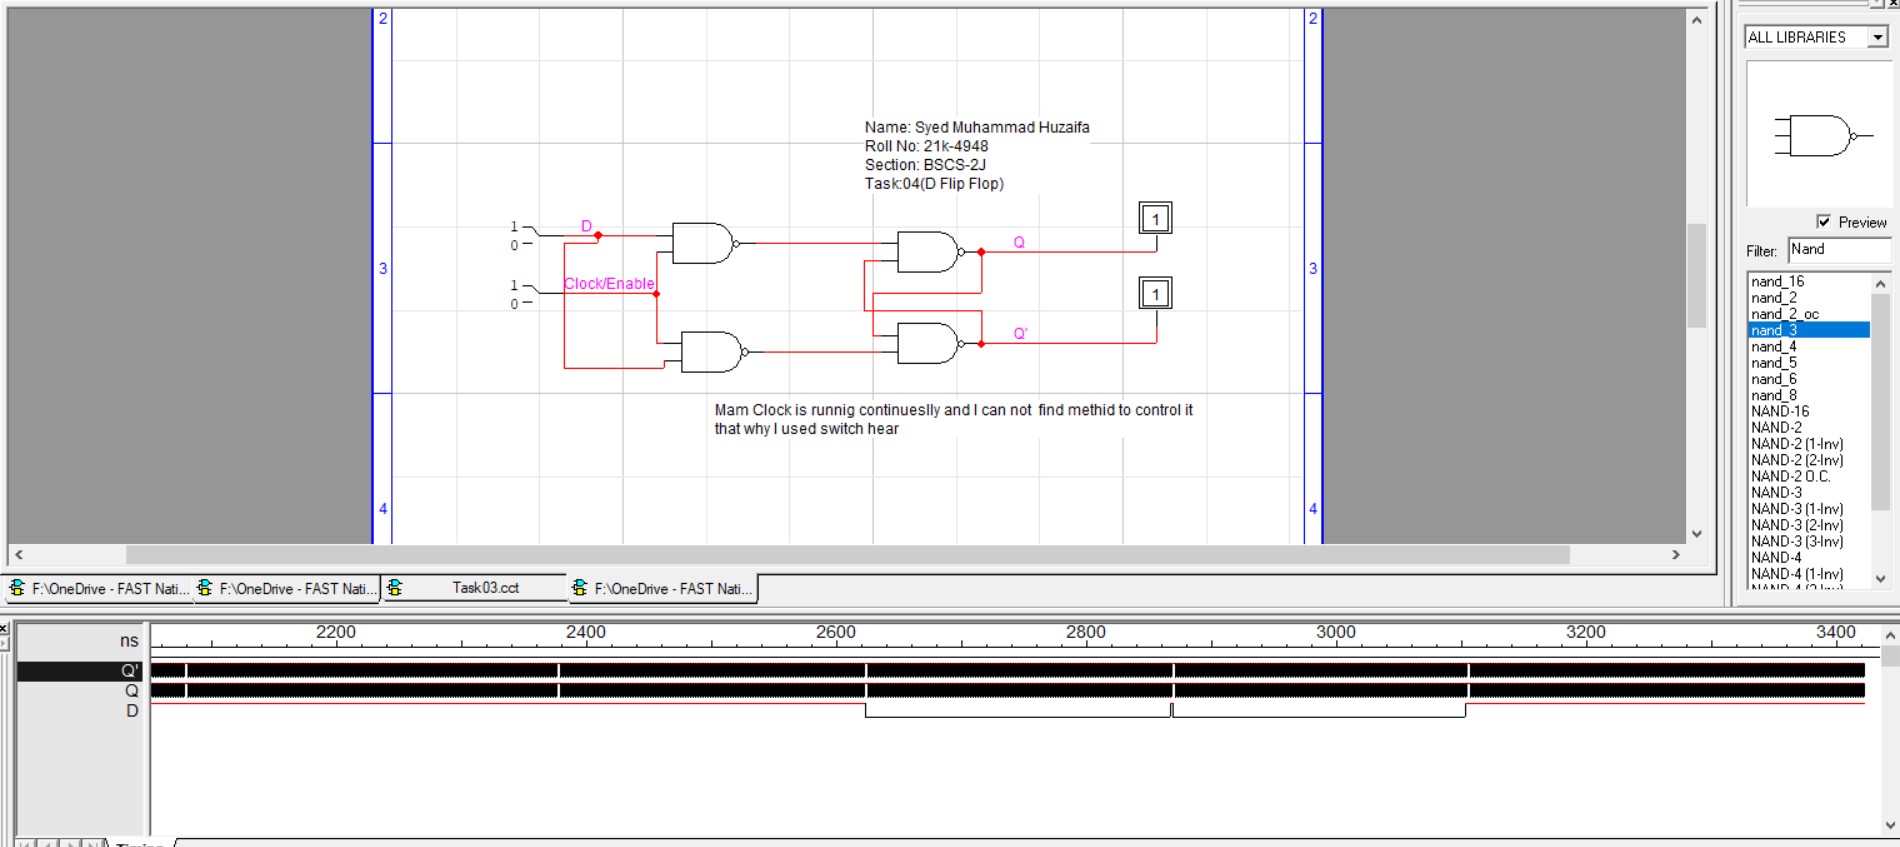 2
2
ALL LIBRARIES
Name: Syed Muhammad Huzaifa
Roll No: 21k-4948
Section: BSCS-2J
Task:04(D Flip Flop)
1
0
D
1
Q
Preview
Filter: Nand
3
3
1
0
Clock/Enable
1
Q'
nand_16
nand_2
nand_2_oc
nand_3
nand_4
nand_5
nand_6
nand_8
NAND-16
NAND-2
NAND-2 (1-Inv)
NAND-2 (2-Inv)
NAND-2 O.C.
NAND-3
NAND-3 (1-Inv)
NAND-3 (2-Inv)
NAND-3 (3-Inv)
NAND-4
NAND-4 (1-Inv)
Mam Clock is runnig continueslly and I can not find methid to control it
that why I used switch hear
4
4
F:\OneDrive - FAST Nati...
F:\OneDrive - FAST Nati...
Task03.cct
F:\OneDrive - FAST Nati...
ns
2200 2400 2600 2800 3000 3200 3400
Q'
Q
D